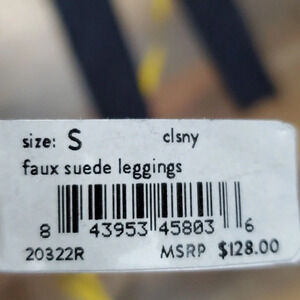 size: S clsny
faux suede leggings
8 43953 45803 6
20322R MSRP $128.00